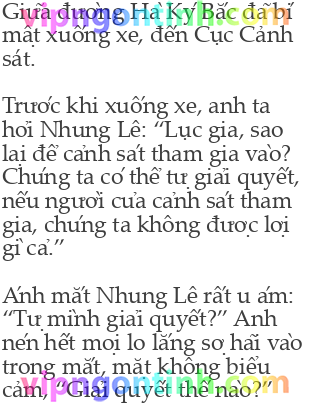 Giữa đường Hà Kỳ Bắc đã bí
mật xuống xe, đến Cục Cảnh
sát.
Trước khi xuống xe, anh ta
hỏi Nhung Lê: “Lục gia, sao
lại để cảnh sát tham gia vào?
Chúng ta có thể tự giải quyết,
nếu người của cảnh sát tham
gia, chúng ta không được lợi
gì cả.”
Ánh mắt Nhung Lê rất u ám:
“Tự mình giải quyết?” Anh
nén hết mọi lo lắng sợ hãi vào
trong mắt, mặt không biểu
cảm, “Giải quyết thế nào?”
vipngontinh.com
vipngontinh.com